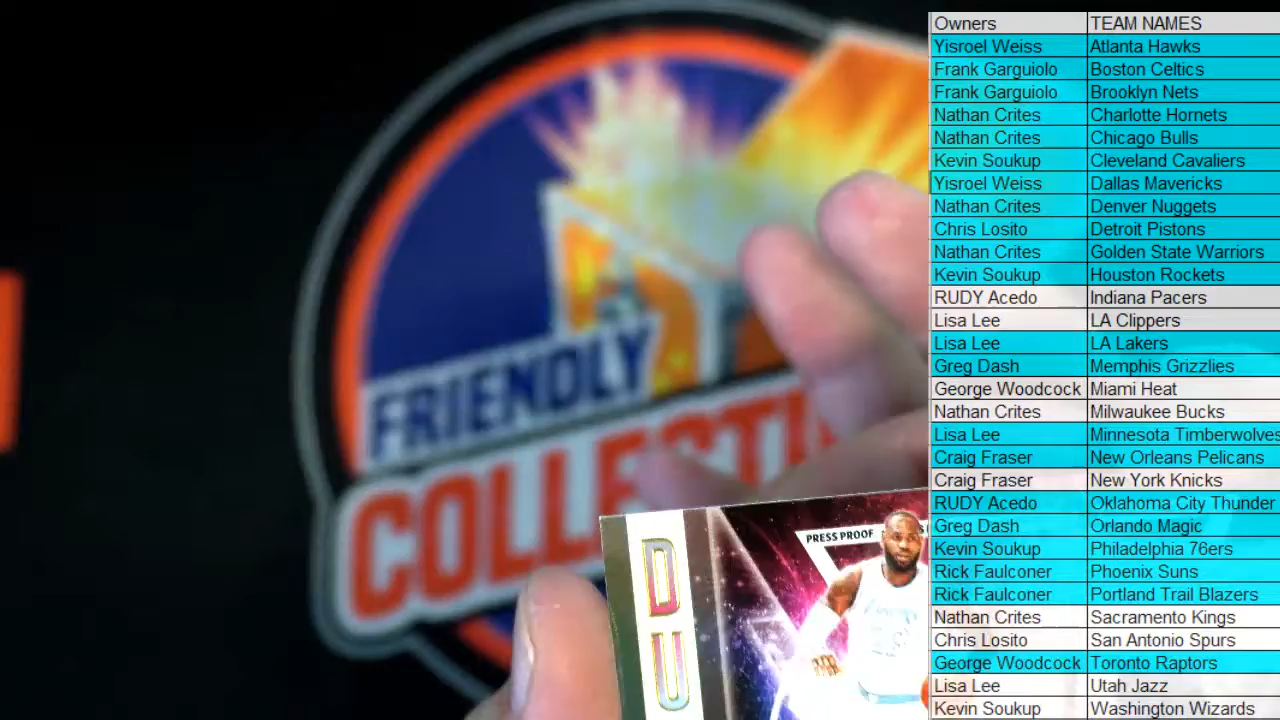 FRIENDLY
COLLECTI
PRESS PROOF
DU
Owners TEAM NAMES
Yisroel Weiss Atlanta Hawks
Frank Garguiolo Boston Celtics
Frank Garguiolo Brooklyn Nets
Nathan Crites Charlotte Hornets
Nathan Crites Chicago Bulls
Kevin Soukup Cleveland Cavaliers
Yisroel Weiss Dallas Mavericks
Nathan Crites Denver Nuggets
Chris Losito Detroit Pistons
Nathan Crites Golden State Warriors
Kevin Soukup Houston Rockets
RUDY Acedo Indiana Pacers
Lisa Lee LA Clippers
Lisa Lee LA Lakers
Greg Dash Memphis Grizzlies
George Woodcock Miami Heat
Nathan Crites Milwaukee Bucks
Lisa Lee Minnesota Timberwolves
Craig Fraser New Orleans Pelicans
Craig Fraser New York Knicks
RUDY Acedo Oklahoma City Thunder
Greg Dash Orlando Magic
Kevin Soukup Philadelphia 76ers
Rick Faulconer Phoenix Suns
Rick Faulconer Portland Trail Blazers
Nathan Crites Sacramento Kings
Chris Losito San Antonio Spurs
George Woodcock Toronto Raptors
Lisa Lee Utah Jazz
Kevin Soukup Washington Wizards